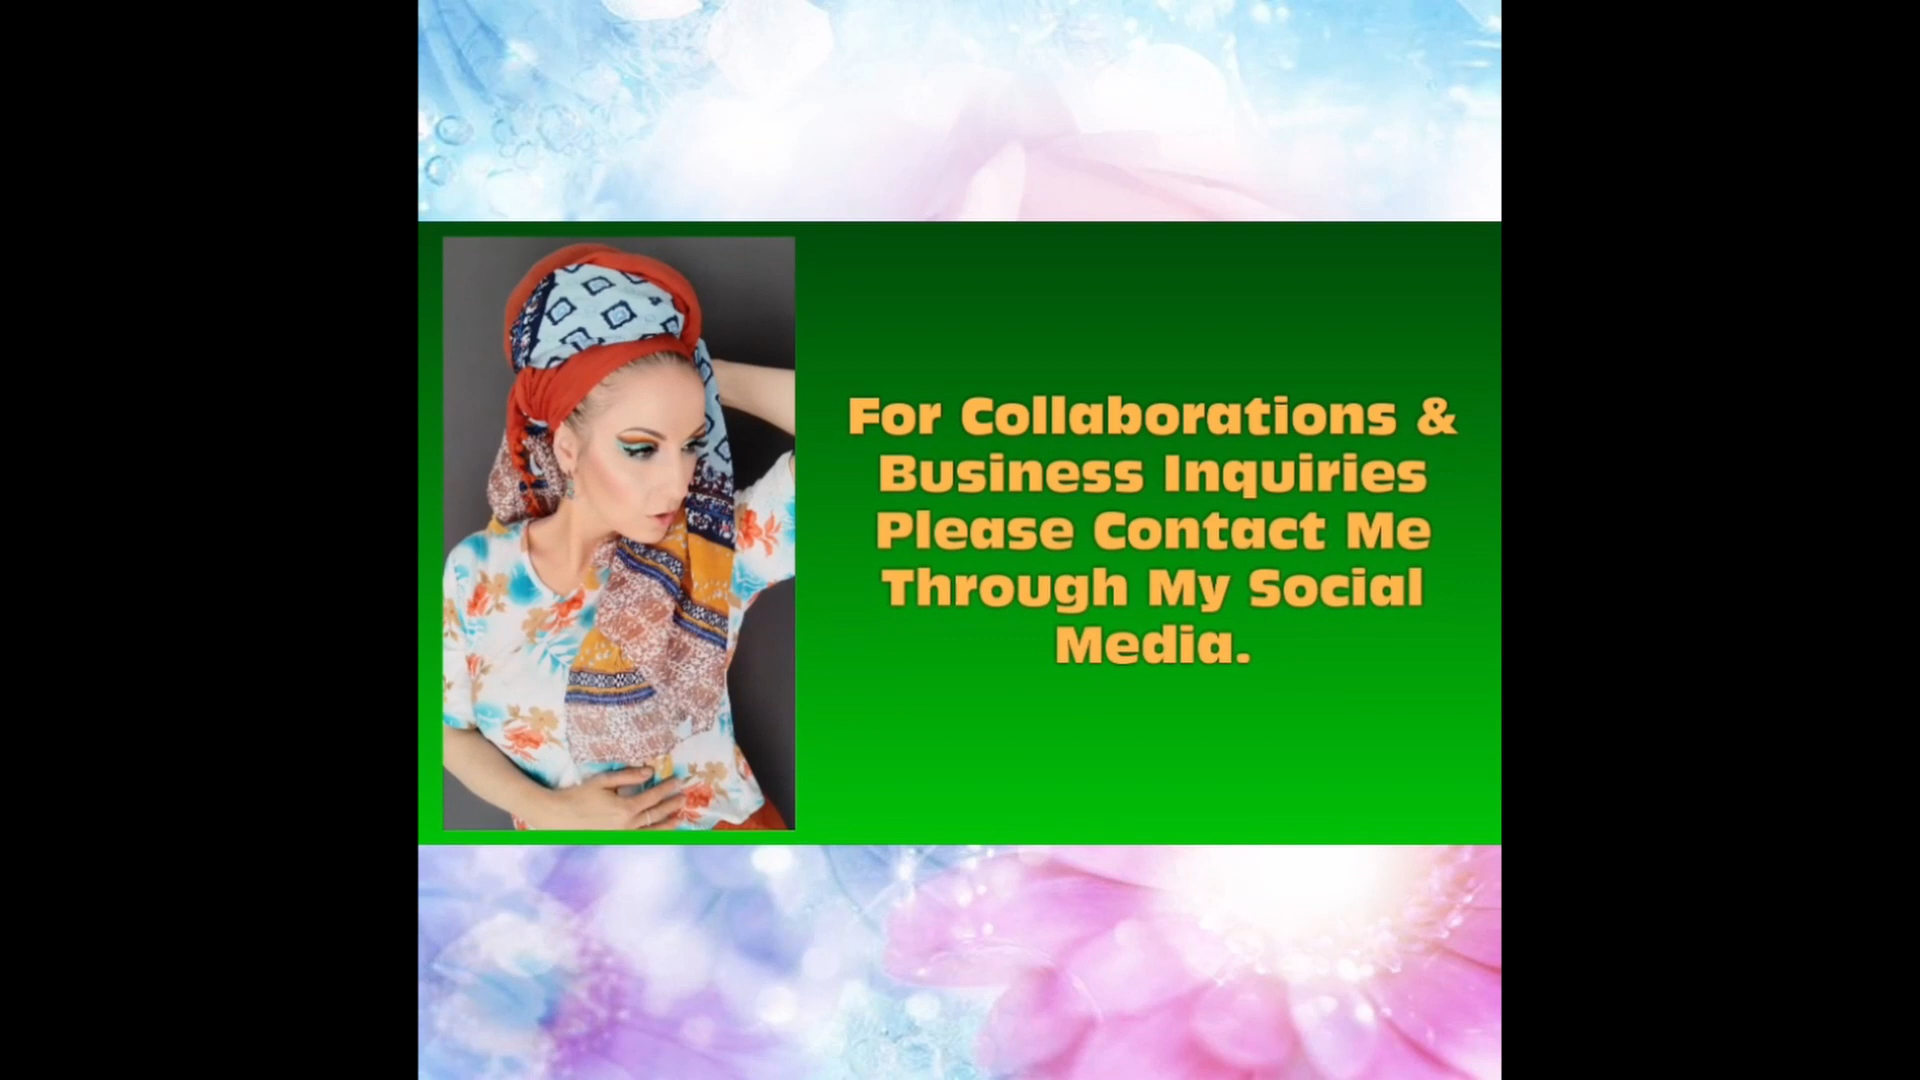 For Collaborations &
Business Inquiries
Please Contact Me
Through My Social
Media.